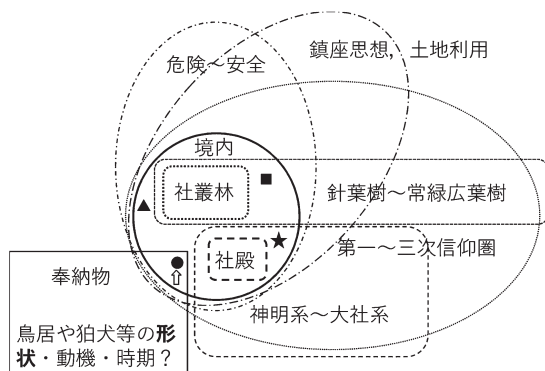 危険～安全
鎮座思想，土地利用
境内
社叢林
針葉樹～常緑広葉樹
第一～三次信仰圏
社殿
奉納物
神明系～大社系
鳥居や狛犬等の形
状・動機・時期？